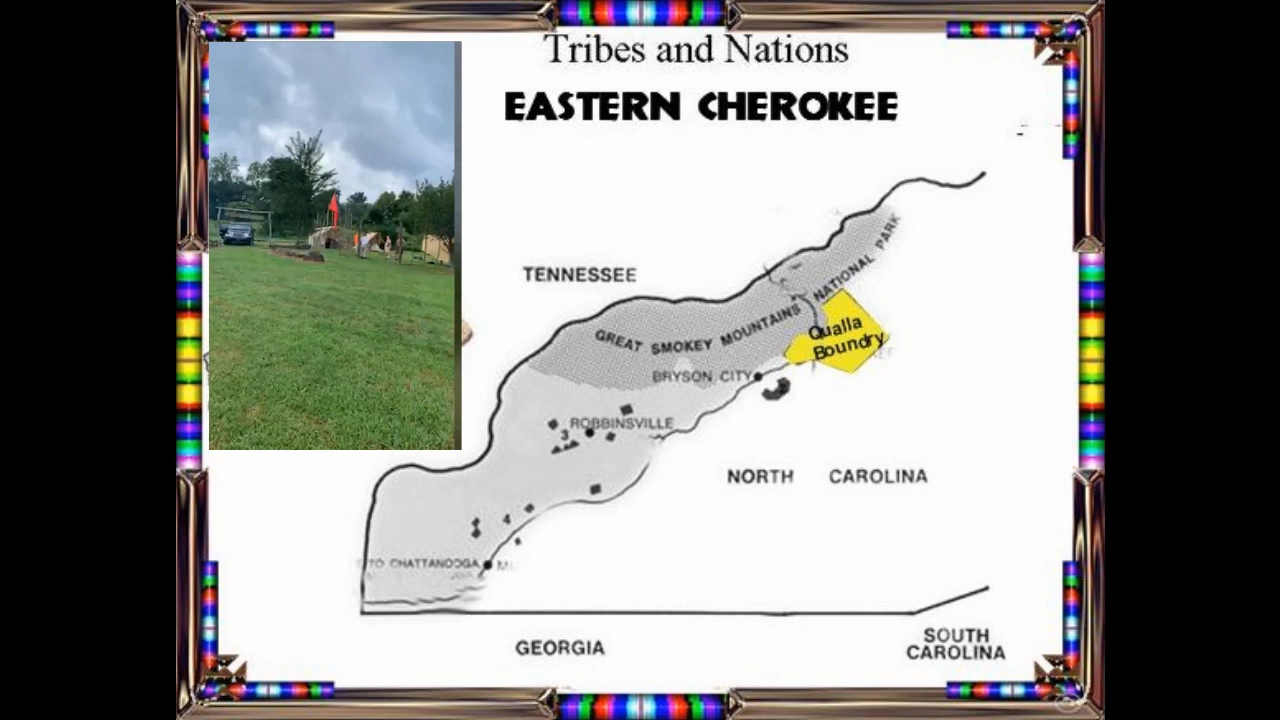 Tribes and Nations
EASTERN CHEROKEE
TENNESSEE
GREAT SMOKEY MOUNTAINS NATIONAL PARK
Qualla
Boundry
BRYSON CITY
ROBBINSVILLE
3
NORTH CAROLINA
4
TO CHATTANOOGA
GEORGIA
SOUTH
CAROLINA